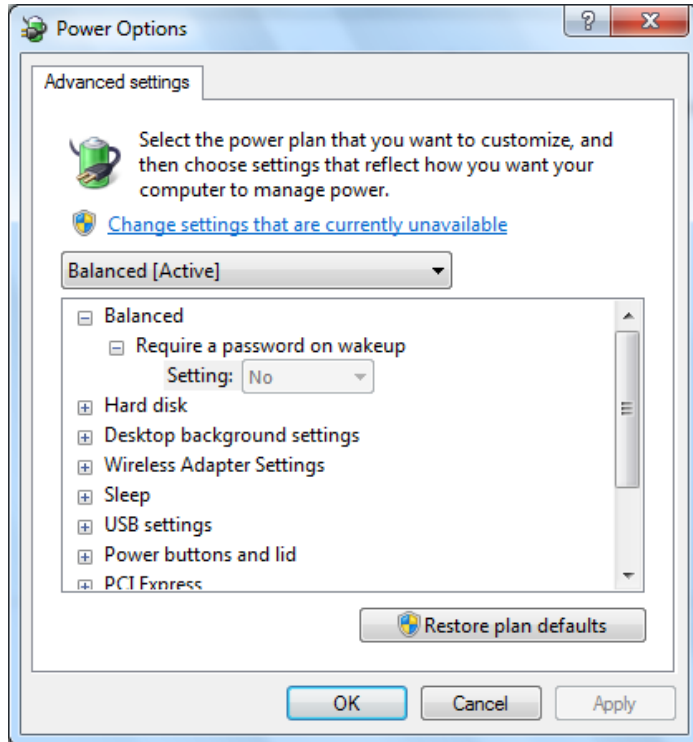 Power Options
Advanced settings
Select the power plan that you want to customize, and
then choose settings that reflect how you want your
computer to manage power.
Change settings that are currently unavailable
Balanced [Active]
Balanced
Require a password on wakeup
Setting: No
Hard disk
Desktop background settings
Wireless Adapter Settings
Sleep
USB settings
Power buttons and lid
PCI Express
Restore plan defaults
OK Cancel Apply